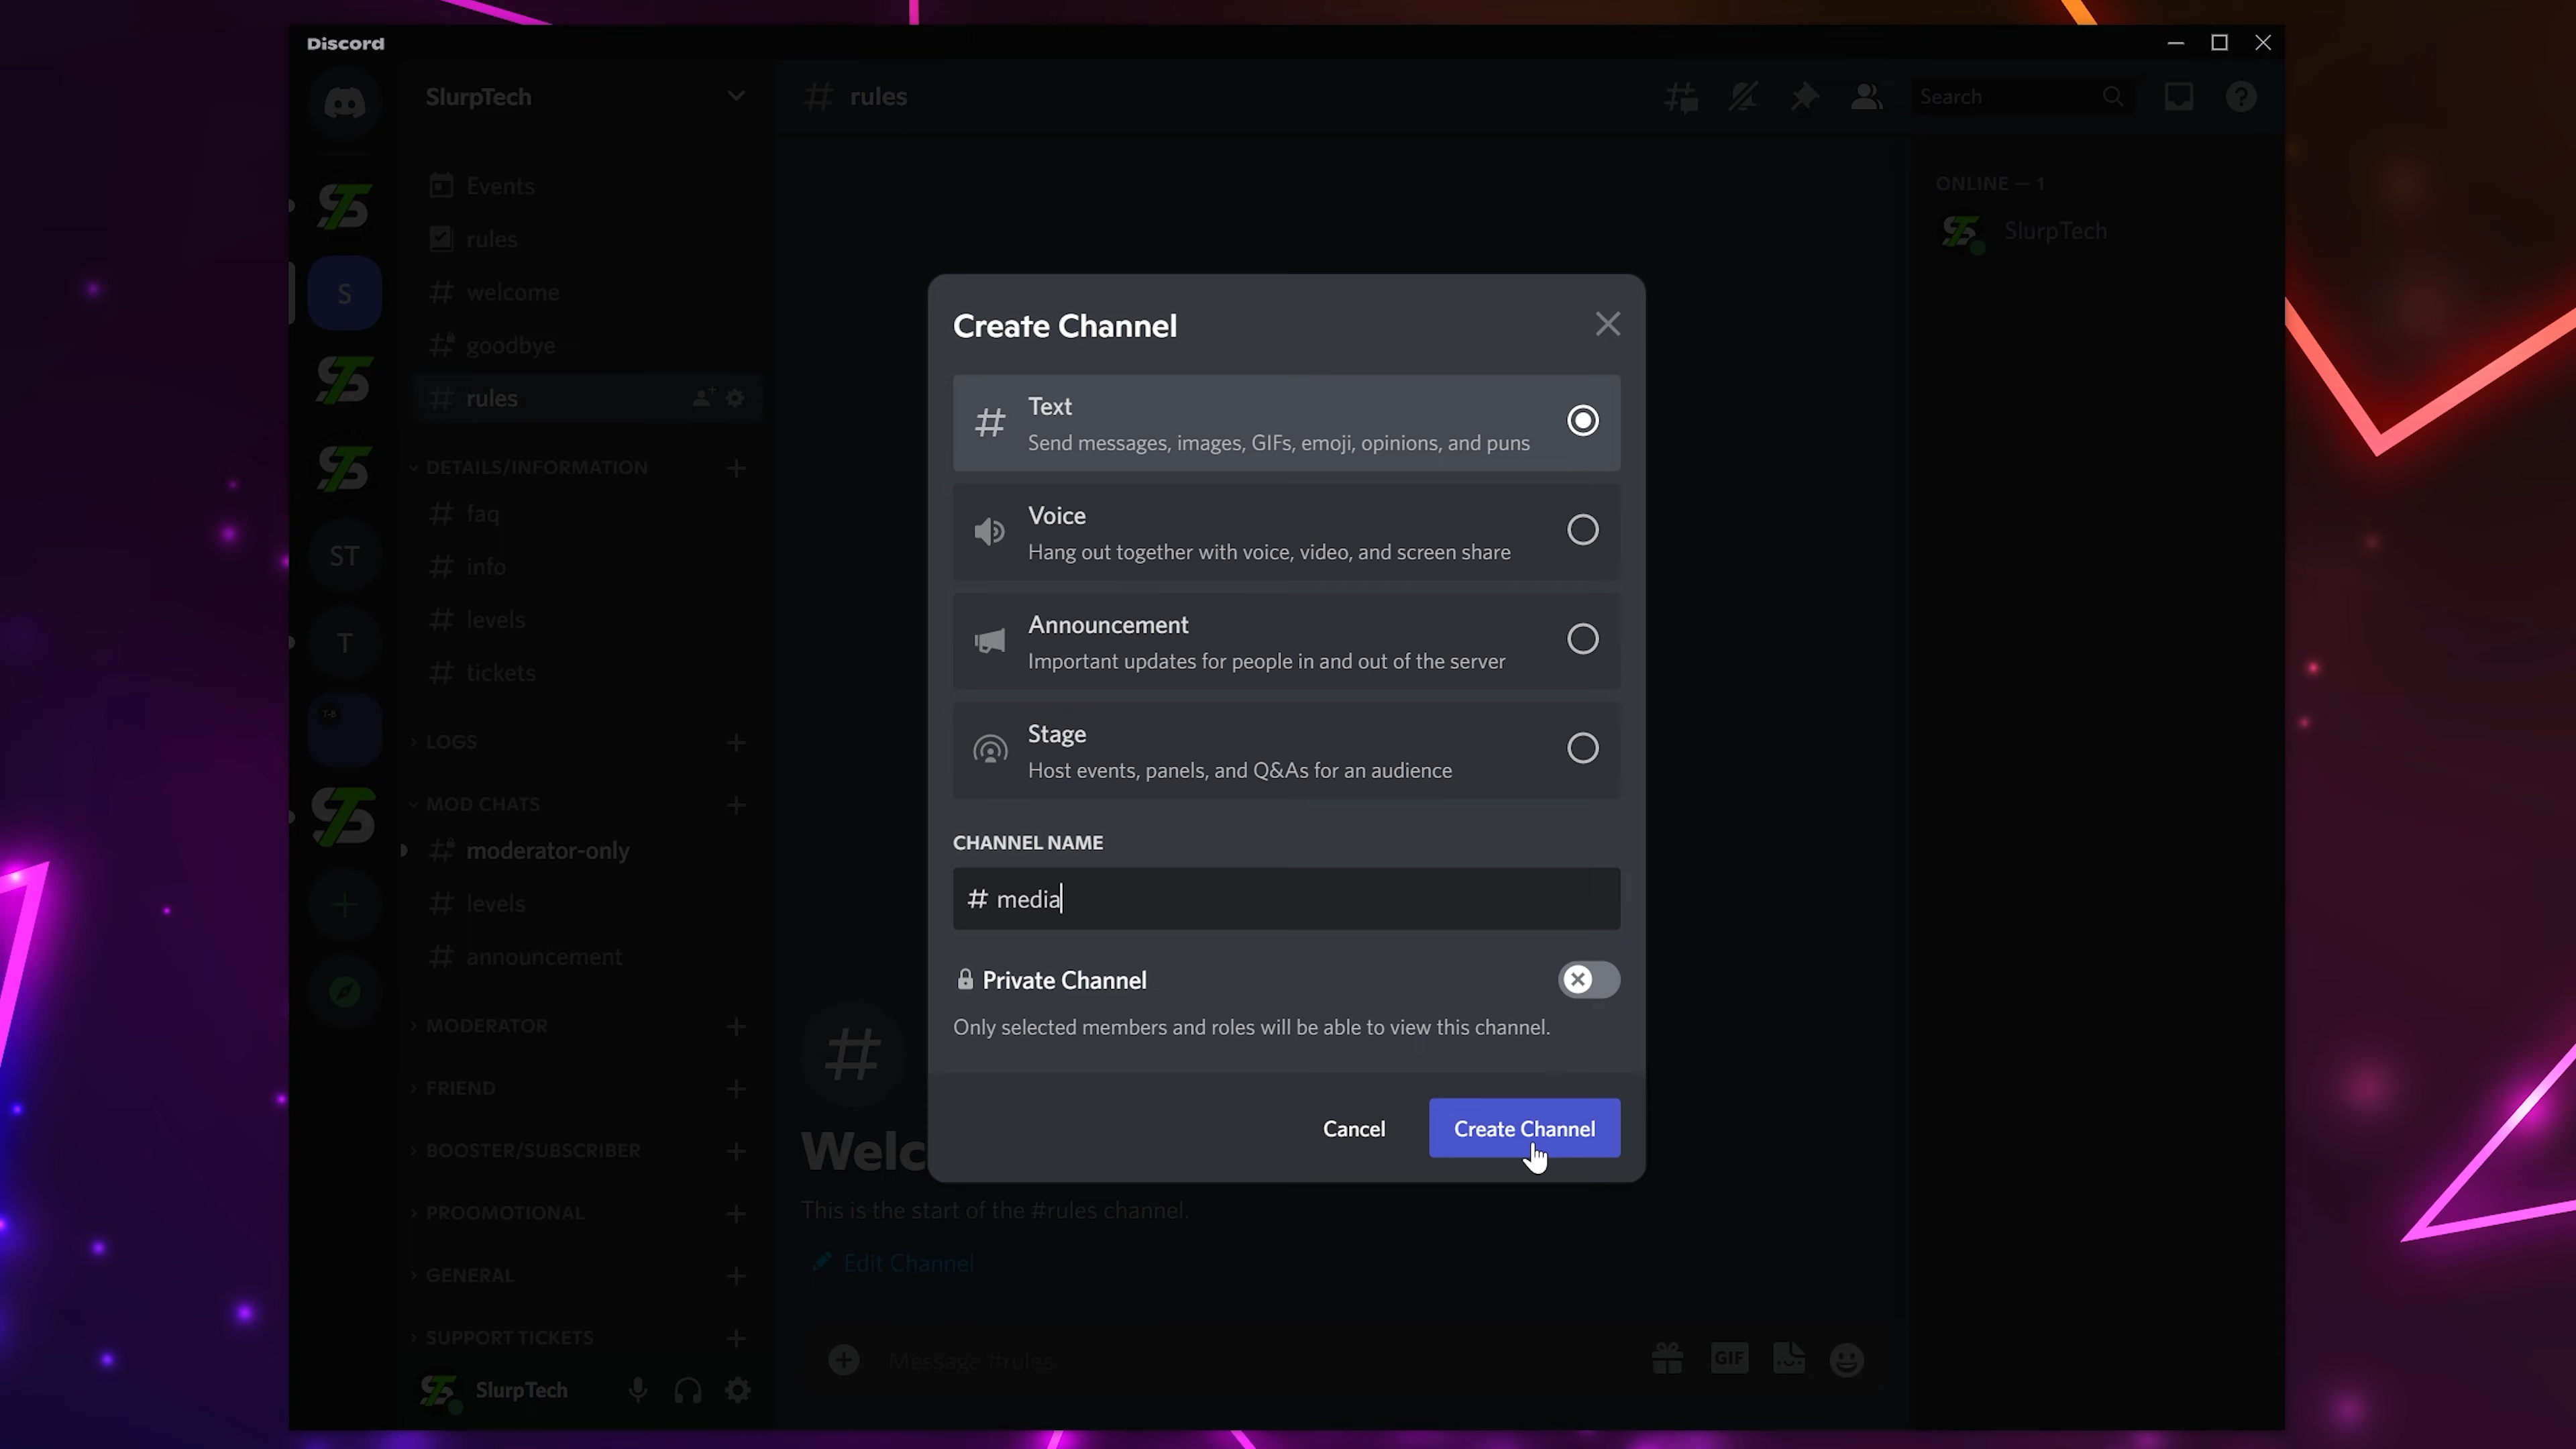 Discord
SlurpTech
# rules
Search
Events
rules
# welcome
# goodbye
# rules
DETAILS/INFORMATION
# faq
# info
# levels
# tickets
LOGS
MOD CHATS
# moderator-only
# levels
# announcement
MODERATOR
FRIEND
BOOSTER/SUBSCRIBER
PROOMOTIONAL
GENERAL
SUPPORT TICKETS
SlurpTech
S
ST
T
Create Channel
# Text
Send messages, images, GIFs, emoji, opinions, and puns
Voice
Hang out together with voice, video, and screen share
Announcement
Important updates for people in and out of the server
Stage
Host events, panels, and Q&As for an audience
CHANNEL NAME
# media
Private Channel
Only selected members and roles will be able to view this channel.
Cancel
Create Channel
#
Welc
This is the start of the #rules channel.
Edit Channel
Message #rules
GIF
ONLINE — 1
SlurpTech